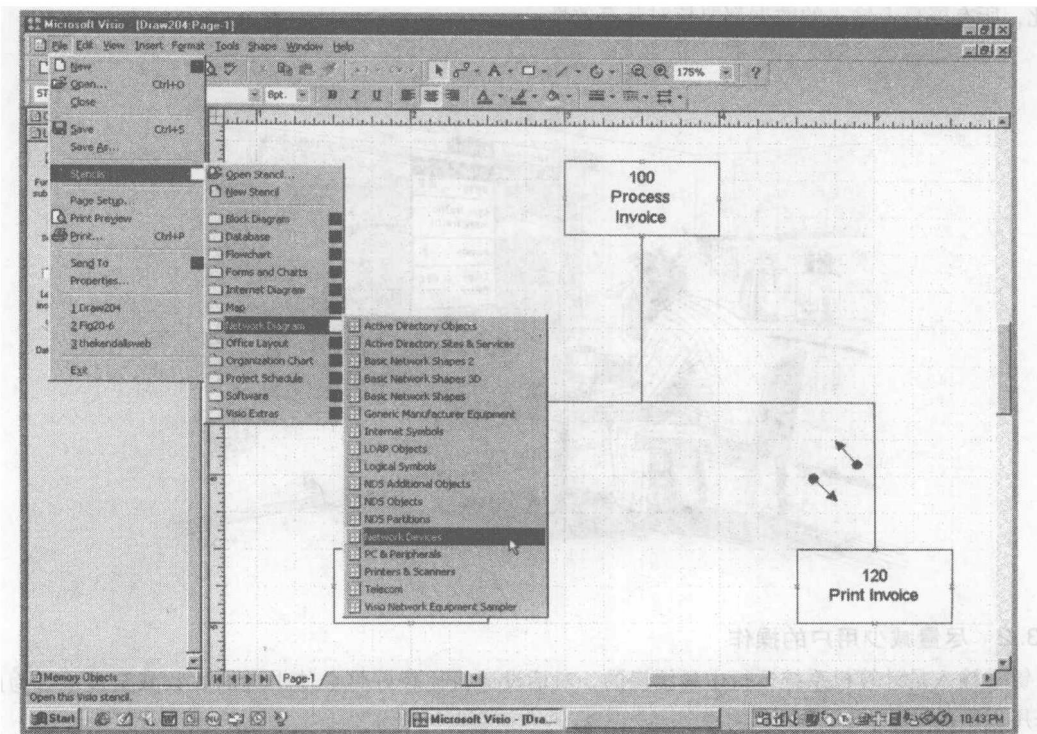 Microsoft Visio - [Draw204:Page-1]
File Edit View Insert Format Tools Shape Window Help
175%
8pt.
B I U
New
Open... Ctrl+O
Close
Save Ctrl+S
Save As...
Stencils
Page Setup...
Print Preview
Print... Ctrl+P
Send To
Properties...
1 Draw204
2 Fig20-6
3 thekendallsweb
Exit
Open Stencil...
New Stencil
Block Diagram
Database
Flowchart
Forms and Charts
Internet Diagram
Map
Network Diagram
Office Layout
Organization Chart
Project Schedule
Software
Visio Extras
Active Directory Objects
Active Directory Sites & Services
Basic Network Shapes 2
Basic Network Shapes 3D
Basic Network Shapes
Generic Manufacturer Equipment
Internet Symbols
LDAP Objects
Logical Symbols
NDS Additional Objects
NDS Objects
NDS Partitions
Network Devices
PC & Peripherals
Printers & Scanners
Telecom
Visio Network Equipment Sampler
100
Process
Invoice
120
Print Invoice
Memory Objects
Page-1
Open this Visio stencil.
Start
Microsoft Visio - [Dra...
10:43 PM